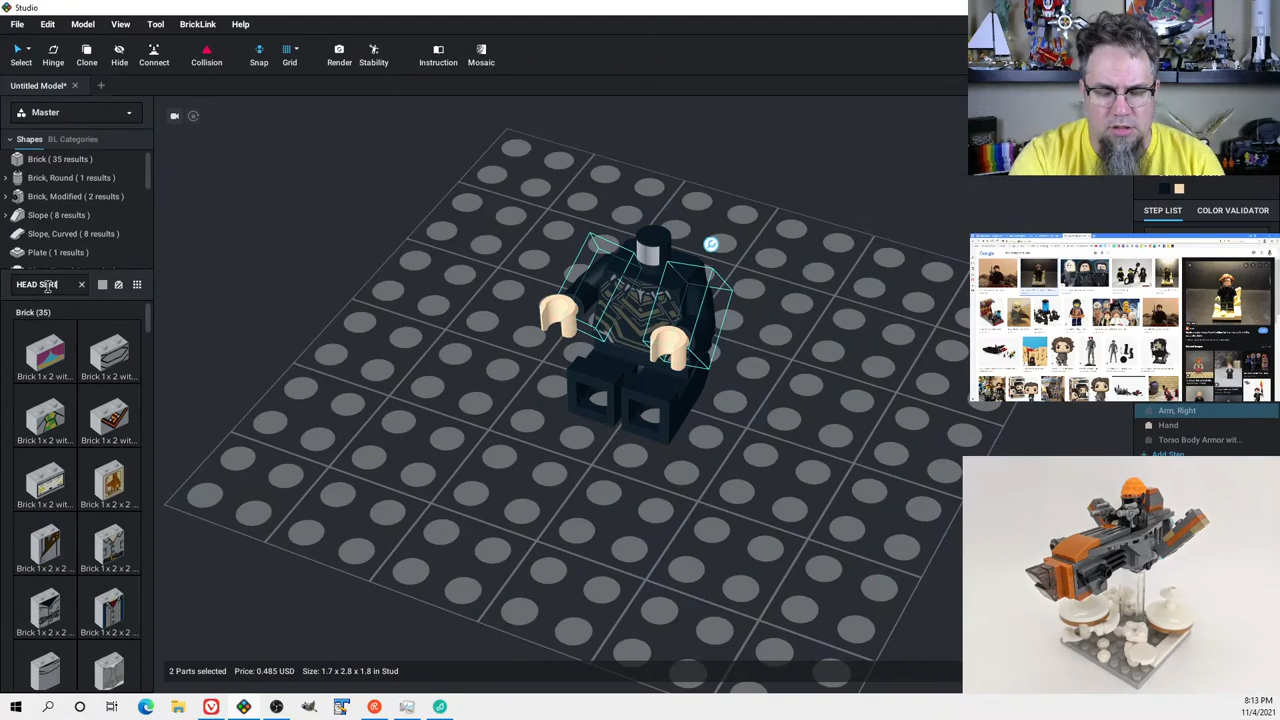 Studio
File Edit Model View Tool BrickLink Help
Select Hinge Clone Hide Connect Collision Snap Grid Render Stability Instruction Mosaic
Untitled Model*
Master
Shapes BL Categories
Brick ( 35 results )
Brick, Round ( 1 results )
Brick, Modified ( 2 results )
Slope ( 8 results )
Slope, Curved ( 8 results )
Brick (35)
Brick 1 x 2 x 2 ... Brick 1 x 2 x 2 ...
Brick 1 x 2 wit... Brick 1 x 2 x 2 ...
Brick 1 x 2 wit... Brick 1 x 2 x 2 ...
Brick 1 x 2 x 2 ... Brick 1 x 2 x 2 ...
Brick 1 x 2 x 2 ... Brick 1 x 2 x 2 ...
2 Parts selected Price: 0.485 USD Size: 1.7 x 2.8 x 1.8 in Stud
STEP LIST COLOR VALIDATOR
Google
Arm, Right
Hand
Torso Body Armor wit...
Add Step
8:13 PM
11/4/2021